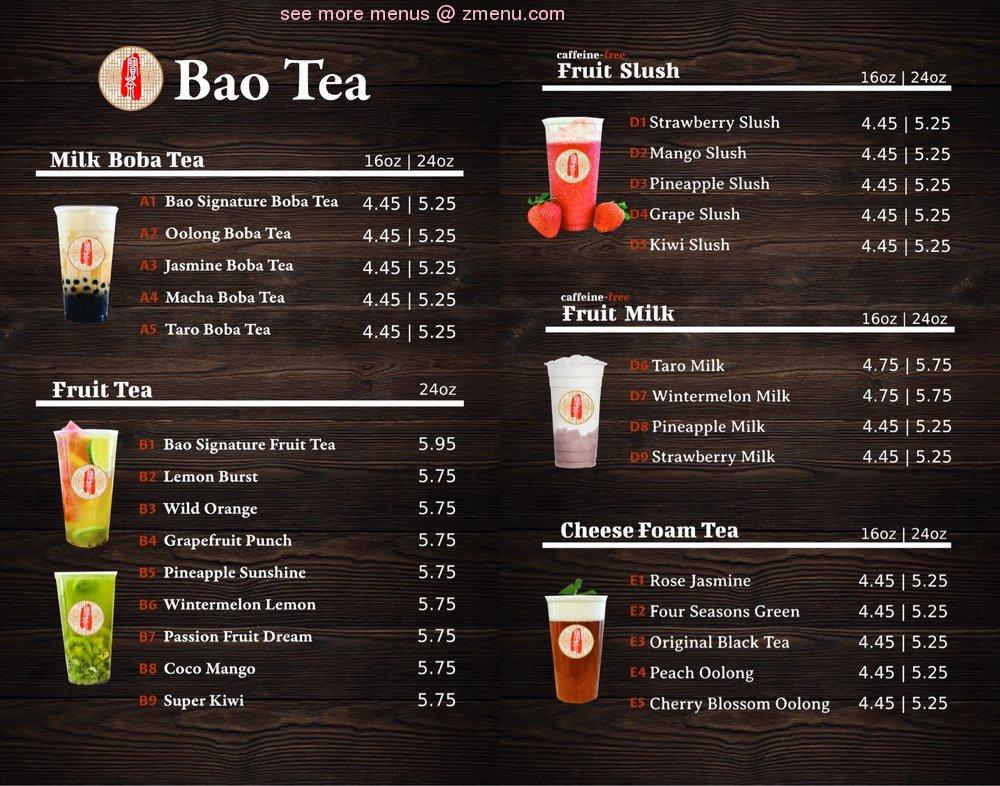 see more menus @ zmenu.com
Bao Tea
Milk Boba Tea 16oz | 24oz
A1 Bao Signature Boba Tea 4.45 | 5.25
A2 Oolong Boba Tea 4.45 | 5.25
A3 Jasmine Boba Tea 4.45 | 5.25
A4 Macha Boba Tea 4.45 | 5.25
A5 Taro Boba Tea 4.45 | 5.25
Fruit Tea 24oz
B1 Bao Signature Fruit Tea 5.95
B2 Lemon Burst 5.75
B3 Wild Orange 5.75
B4 Grapefruit Punch 5.75
B5 Pineapple Sunshine 5.75
B6 Wintermelon Lemon 5.75
B7 Passion Fruit Dream 5.75
B8 Coco Mango 5.75
B9 Super Kiwi 5.75
caffeine-free
Fruit Slush 16oz | 24oz
D1 Strawberry Slush 4.45 | 5.25
D2 Mango Slush 4.45 | 5.25
D3 Pineapple Slush 4.45 | 5.25
D4 Grape Slush 4.45 | 5.25
D5 Kiwi Slush 4.45 | 5.25
caffeine-free
Fruit Milk 16oz | 24oz
D6 Taro Milk 4.75 | 5.75
D7 Wintermelon Milk 4.75 | 5.75
D8 Pineapple Milk 4.45 | 5.25
D9 Strawberry Milk 4.45 | 5.25
Cheese Foam Tea 16oz | 24oz
E1 Rose Jasmine 4.45 | 5.25
E2 Four Seasons Green 4.45 | 5.25
E3 Original Black Tea 4.45 | 5.25
E4 Peach Oolong 4.45 | 5.25
E5 Cherry Blossom Oolong 4.45 | 5.25